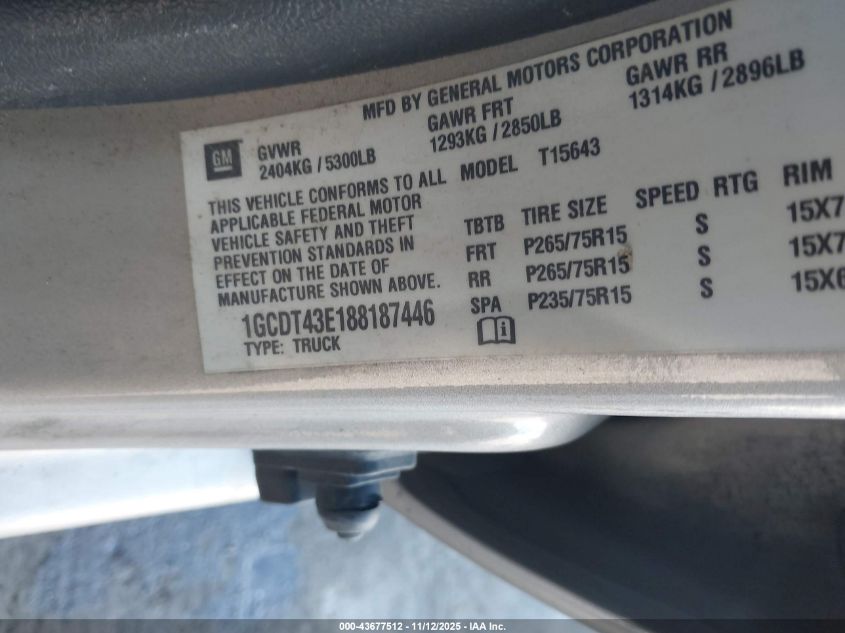 MFD BY GENERAL MOTORS CORPORATION
GM
GVWR
2404KG / 5300LB
GAWR FRT
1293KG / 2850LB
GAWR RR
1314KG / 2896LB
THIS VEHICLE CONFORMS TO ALL
APPLICABLE FEDERAL MOTOR
VEHICLE SAFETY AND THEFT
PREVENTION STANDARDS IN
EFFECT ON THE DATE OF
MANUFACTURE SHOWN ABOVE.
1GCDT43E188187446
TYPE: TRUCK
MODEL T15643
TBTB TIRE SIZE SPEED RTG RIM
FRT P265/75R15 S 15X7
RR P265/75R15 S 15X7
SPA P235/75R15 S 15X6
000-43677512 - 11/12/2025 - IAA Inc.